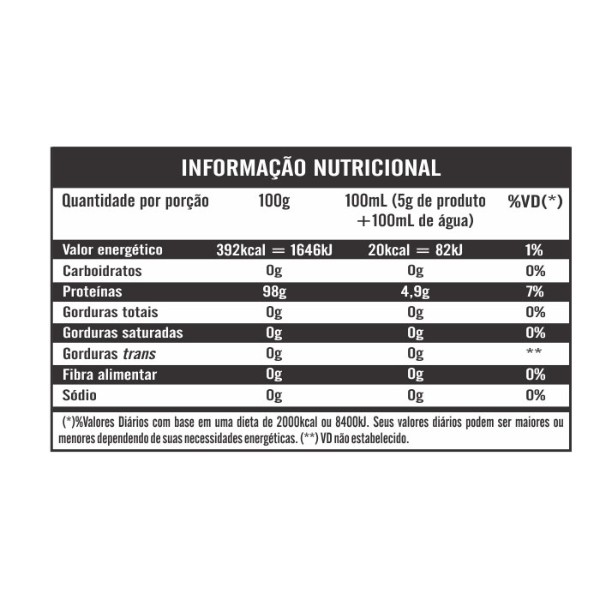 INFORMAÇÃO NUTRICIONAL
Quantidade por porção 100g 100mL (5g de produto +100mL de água) %VD(*)
Valor energético 392kcal = 1646kJ 20kcal = 82kJ 1%
Carboidratos 0g 0g 0%
Proteínas 98g 4,9g 7%
Gorduras totais 0g 0g 0%
Gorduras saturadas 0g 0g 0%
Gorduras trans 0g 0g **
Fibra alimentar 0g 0g 0%
Sódio 0g 0g 0%
(*)%Valores Diários com base em uma dieta de 2000kcal ou 8400kJ. Seus valores diários podem ser maiores ou
menores dependendo de suas necessidades energéticas. (**) VD não estabelecido.